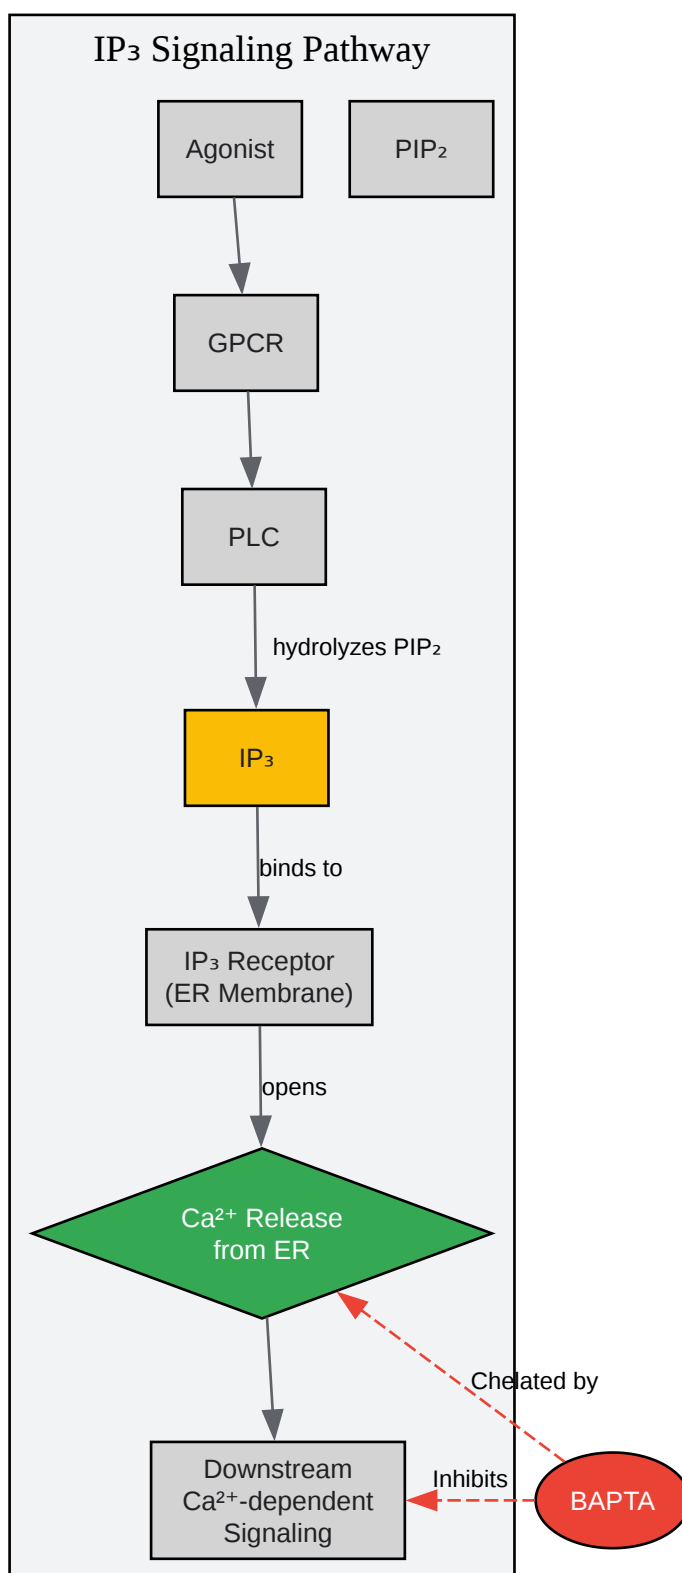 IP₃ Signaling Pathway
Agonist
PIP₂
GPCR
PLC
hydrolyzes PIP₂
IP₃
binds to
IP₃ Receptor
(ER Membrane)
opens
Ca²⁺ Release
from ER
Chelated by
Downstream
Ca²⁺-dependent
Signaling
Inhibits
BAPTA